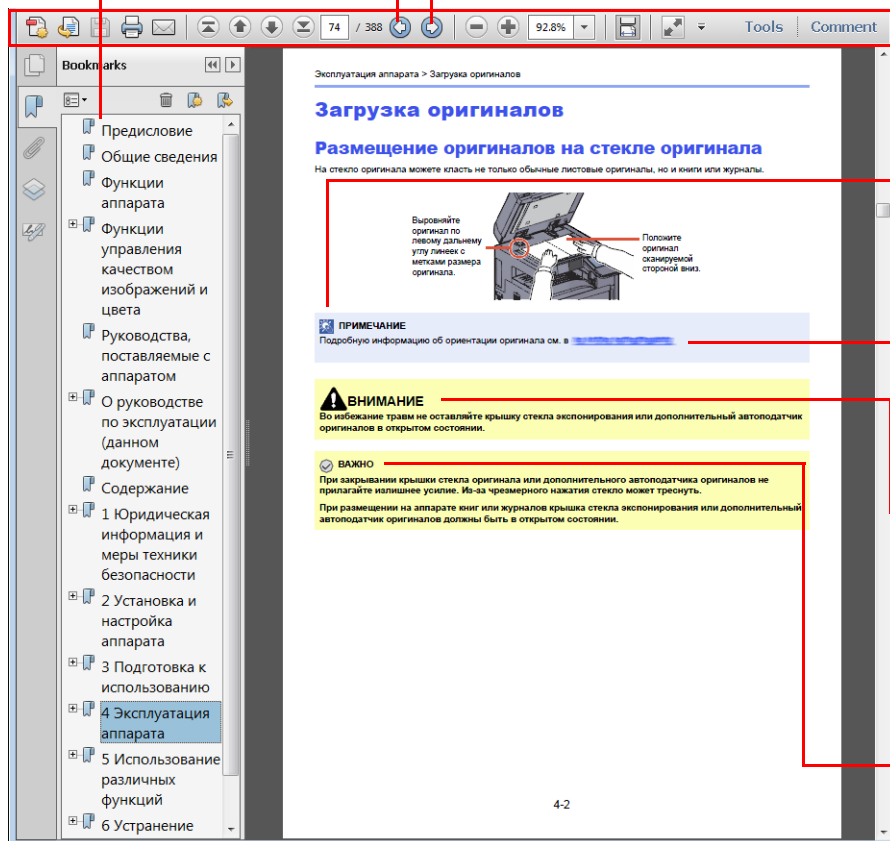 74 / 388
92.8%
Tools
Comment
Bookmarks
Предисловие
Общие сведения
Функции
аппарата
Функции
управления
качеством
изображений и
цвета
Руководства,
поставляемые с
аппаратом
О руководстве
по эксплуатации
(данном
документе)
Содержание
1 Юридическая
информация и
меры техники
безопасности
2 Установка и
настройка
аппарата
3 Подготовка к
использованию
4 Эксплуатация
аппарата
5 Использование
различных
функций
6 Устранение
Эксплуатация аппарата > Загрузка оригиналов
Загрузка оригиналов
Размещение оригиналов на стекле оригинала
На стекло оригинала можете класть не только обычные листовые оригиналы, но и книги или журналы.
Выровняйте
оригинал по
левому дальнему
углу линеек с
метками размера
оригинала.
Положите
оригинал
сканируемой
стороной вниз.
ПРИМЕЧАНИЕ
Подробную информацию об ориентации оригинала см. в
ВНИМАНИЕ
Во избежание травм не оставляйте крышку стекла экспонирования или дополнительный автоподатчик
оригиналов в открытом состоянии.
ВАЖНО
При закрывании крышки стекла оригинала или дополнительного автоподатчика оригиналов не
прилагайте излишнее усилие. Из-за чрезмерного нажатия стекло может треснуть.
При размещении на аппарате книг или журналов крышка стекла экспонирования или дополнительный
автоподатчик оригиналов должны быть в открытом состоянии.
4-2